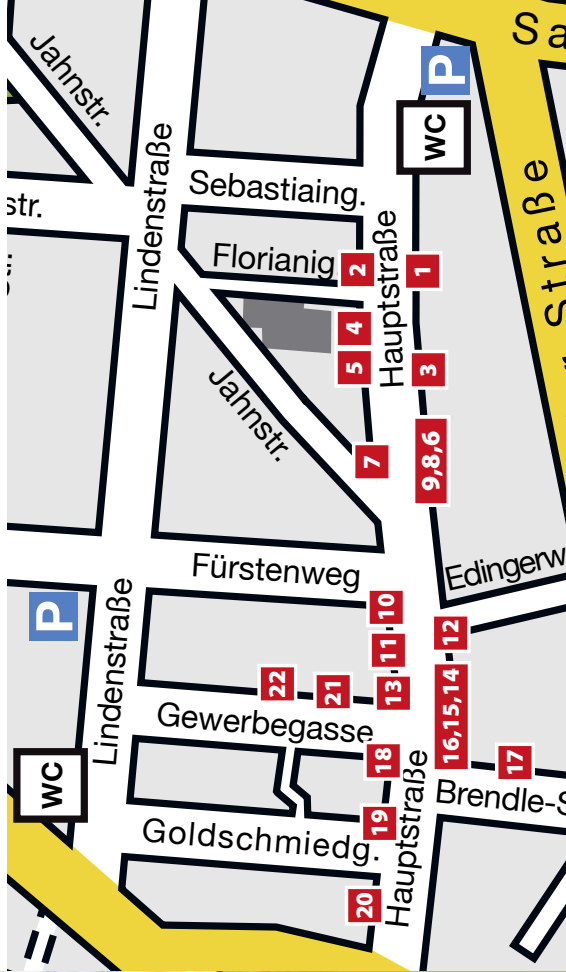 Sa
P
Jahnstr.
WC
Lindenstraße
Straße
Sebastiaing.
str.
Hauptstraße
Florianig
2
1
4
5
3
Jahnstr.
7
9,8,6
Fürstenweg
Edingerw
P
Lindenstraße
10
12
11
22
21
13
16,15,14
Gewerbegasse
18
17
WC
Hauptstraße
Brendle-S
19
Goldschmiedg.
20